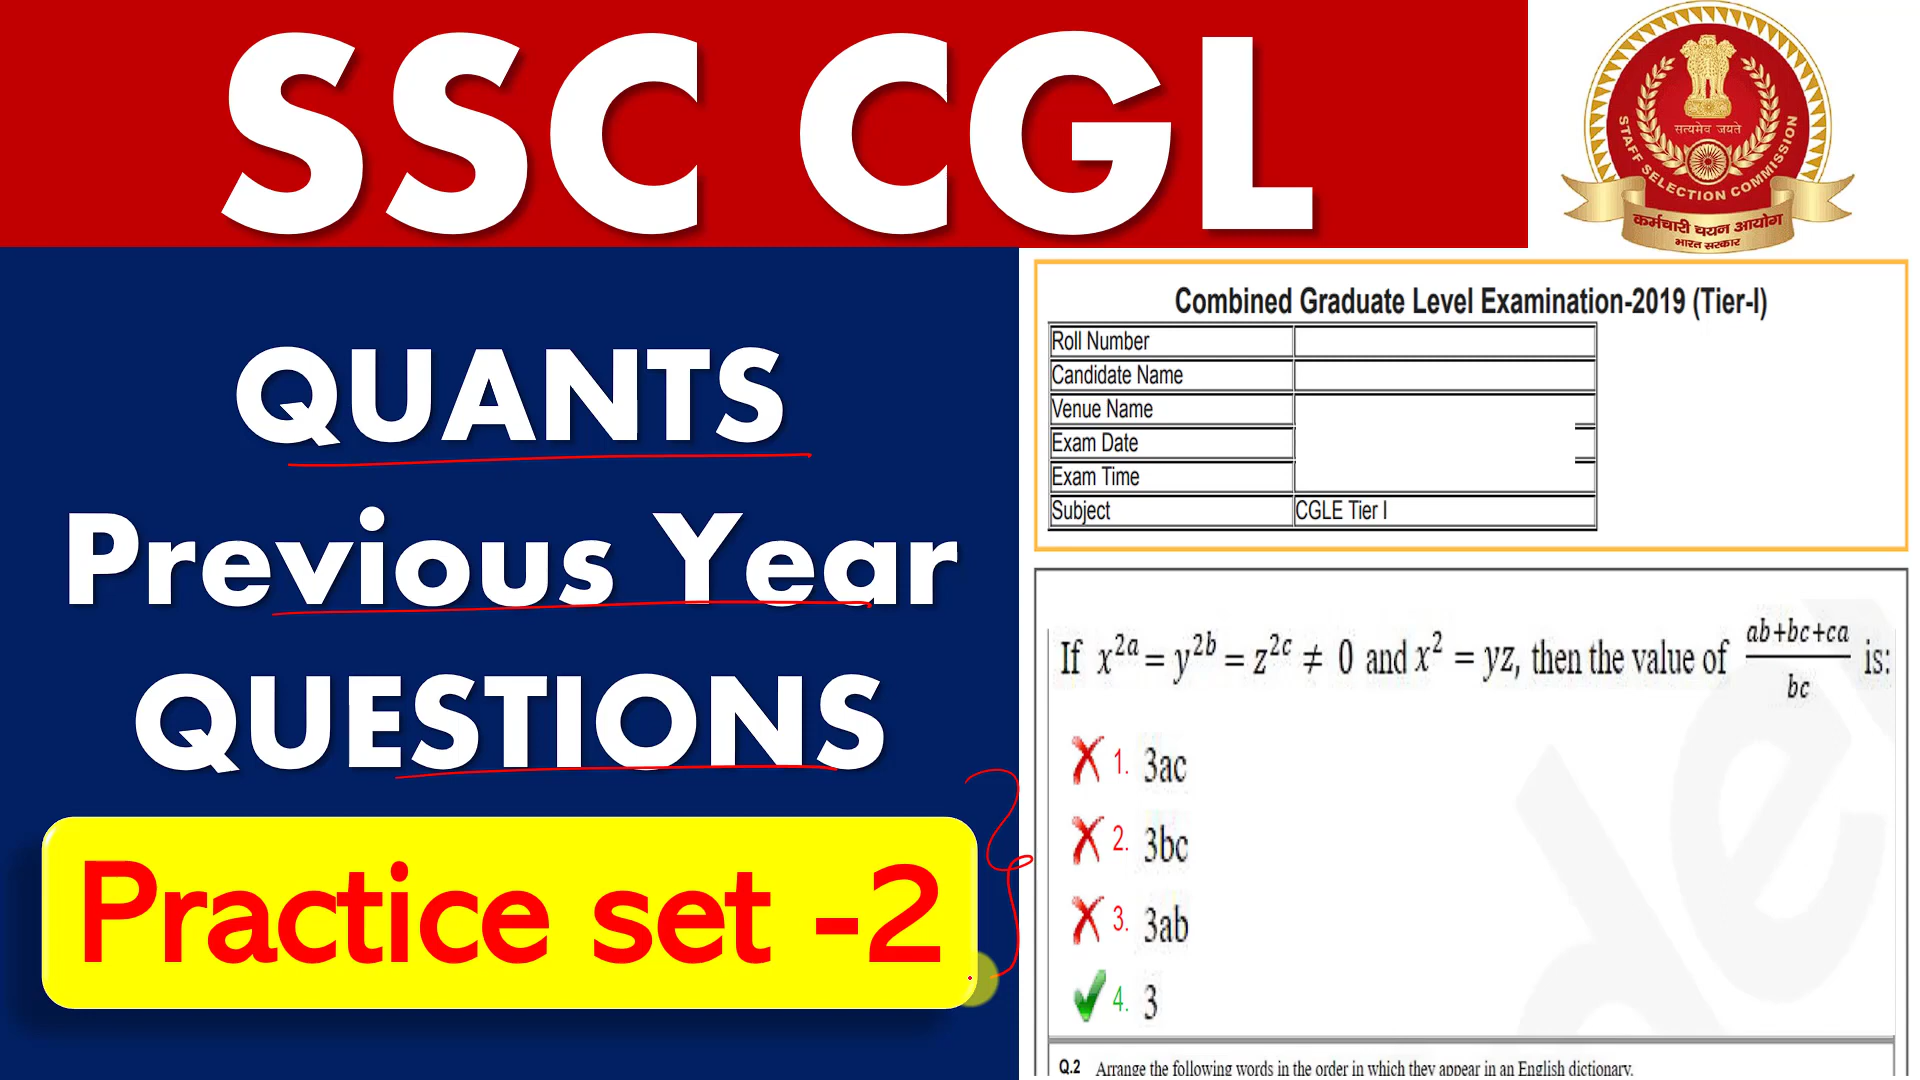 SSC CGL
सत्यमेव जयते
STAFF SELECTION COMMISSION
कर्मचारी चयन आयोग
भारत सरकार
QUANTS
Previous Year
QUESTIONS
Practice set -2
Combined Graduate Level Examination-2019 (Tier-I)
Roll Number
Candidate Name
Venue Name
Exam Date
Exam Time
Subject CGLE Tier I
If x^{2a} = y^{2b} = z^{2c} ≠ 0 and x² = yz, then the value of (ab+bc+ca)/bc is:
1. 3ac
2. 3bc
3. 3ab
4. 3
Q.2 Arrange the following words in the order in which they appear in an English dictionary.